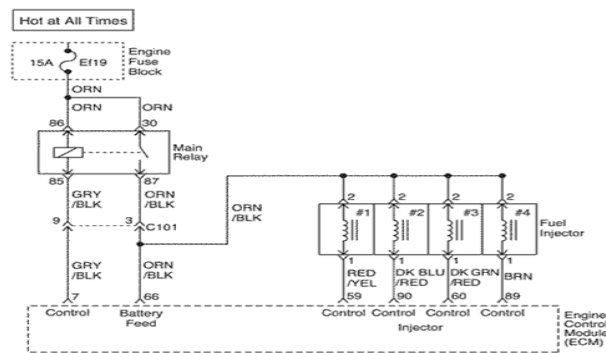 Hot at All Times
15A
Ef19
Engine
Fuse
Block
ORN
ORN
ORN
86
30
Main
Relay
85
87
GRY
/BLK
ORN
/BLK
ORN
/BLK
9
3
C101
GRY
/BLK
ORN
/BLK
2
2
2
2
#1
#2
#3
#4
Fuel
Injector
1
1
1
1
RED
/YEL
DK BLU
/RED
DK GRN
/RED
BRN
7
66
59
90
60
89
Control
Battery
Feed
Control
Control
Control
Control
Injector
Engine
Control
Module
(ECM)